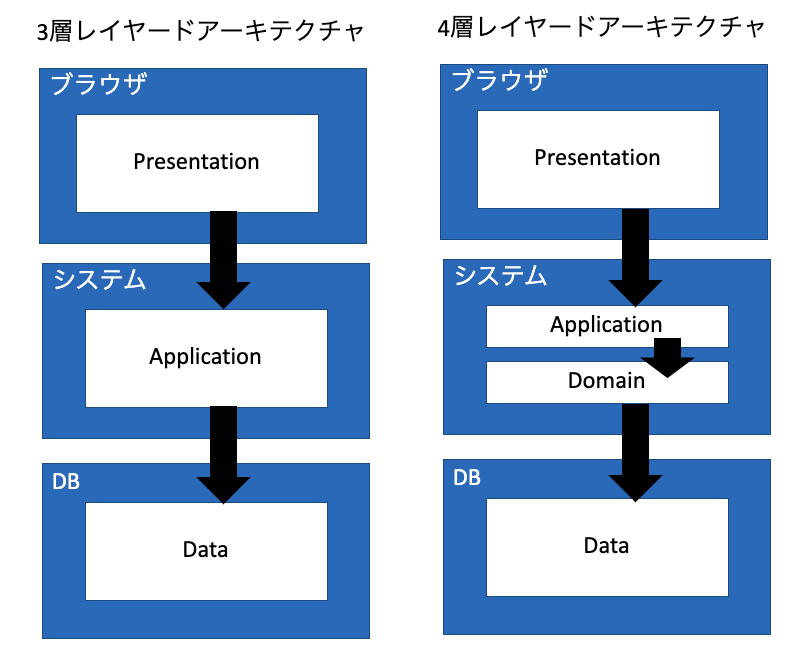 3層レイヤードアーキテクチャ
ブラウザ
Presentation
システム
Application
DB
Data
4層レイヤードアーキテクチャ
ブラウザ
Presentation
システム
Application
Domain
DB
Data